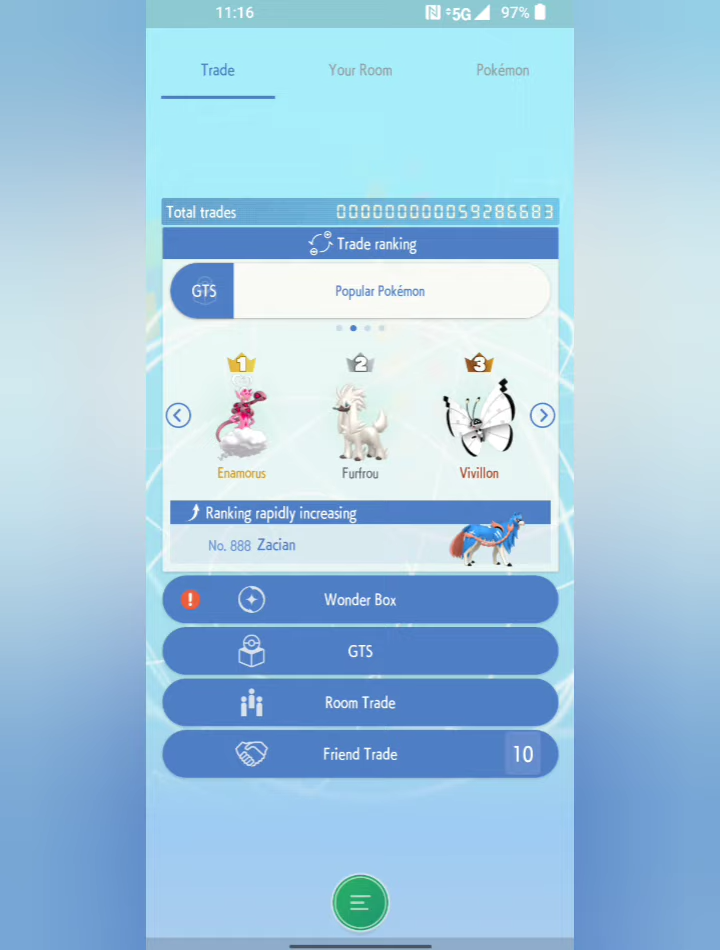 11:16 5G 97%
Trade Your Room Pokémon
Total trades 000000000059286683
Trade ranking
GTS Popular Pokémon
1 2 3
Enamorus Furfrou Vivillon
Ranking rapidly increasing
No. 888 Zacian
! Wonder Box
GTS
Room Trade
Friend Trade 10